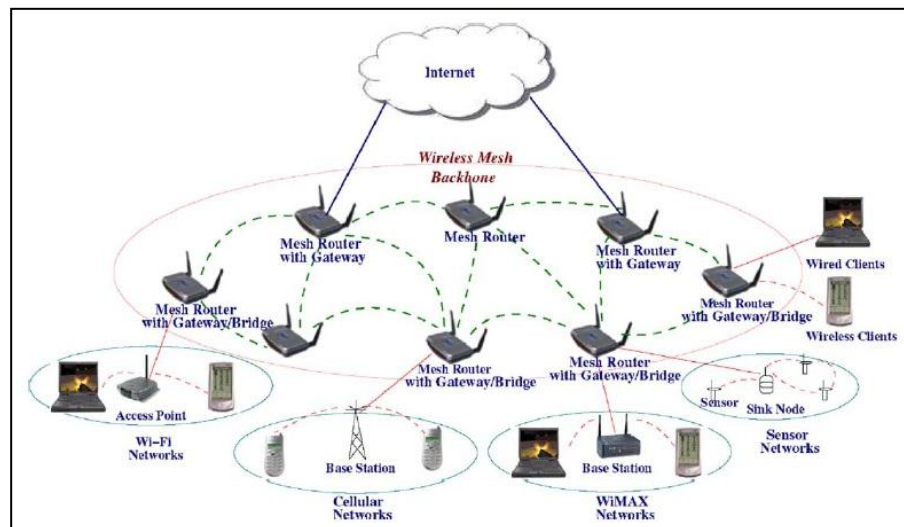 Internet
Wireless Mesh
Backbone
Mesh Router
with Gateway
Mesh Router
Mesh Router
with Gateway
Wired Clients
Mesh Router
with Gateway/Bridge
Mesh Router
with Gateway/Bridge
Wireless Clients
Mesh Router
with Gateway/Bridge
Mesh Router
with Gateway/Bridge
Access Point
Wi-Fi
Networks
Base Station
Cellular
Networks
Base Station
WiMAX
Networks
Sensor
Sink Node
Sensor
Networks